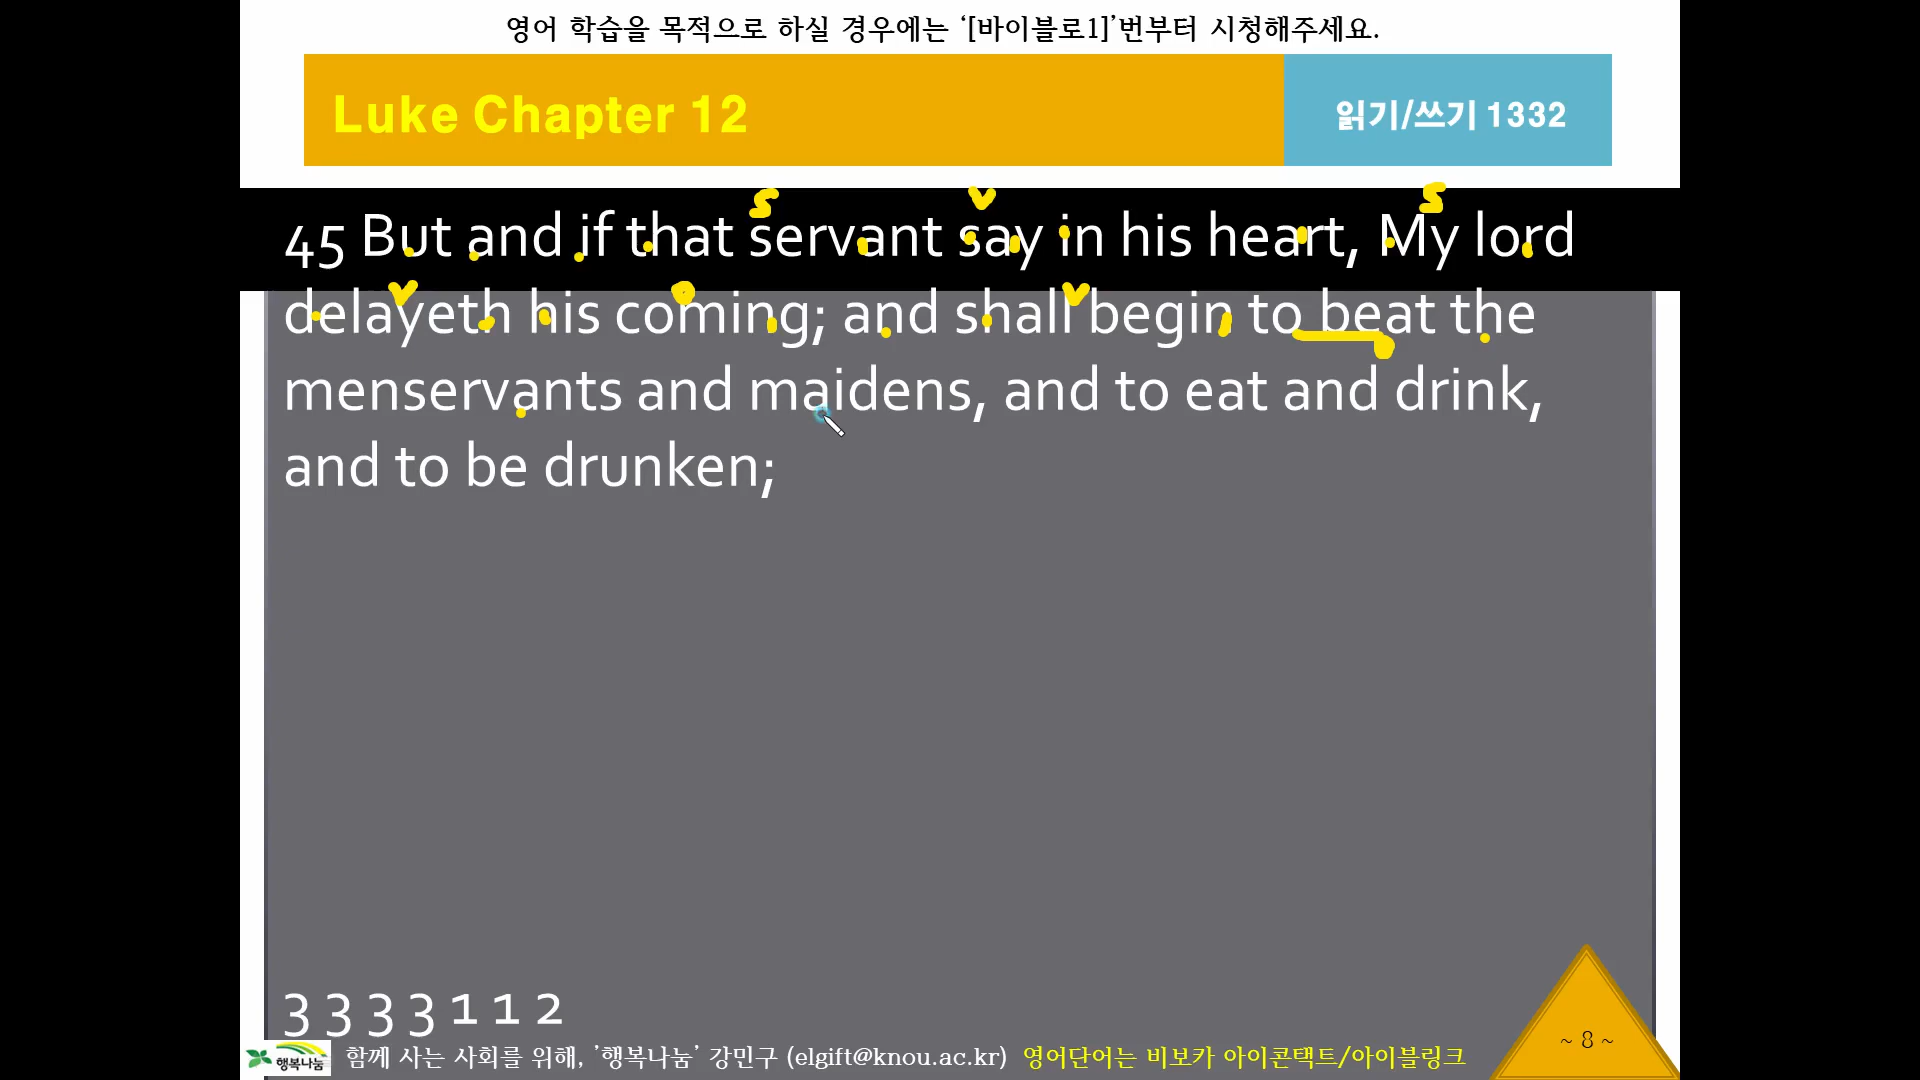 영어 학습을 목적으로 하실 경우에는 ‘[바이블로1]’번부터 시청해주세요.
Luke Chapter 12
읽기/쓰기 1332
s v s
45 But and if that servant say in his heart, My lord
v o v
delayeth his coming; and shall begin to beat the
menservants and maidens, and to eat and drink,
and to be drunken;
3 3 3 3 1 1 2
~ 8 ~
행복나눔 함께 사는 사회를 위해, ’행복나눔’ 강민구 (elgift@knou.ac.kr) 영어단어는 비보카 아이콘택트/아이블링크